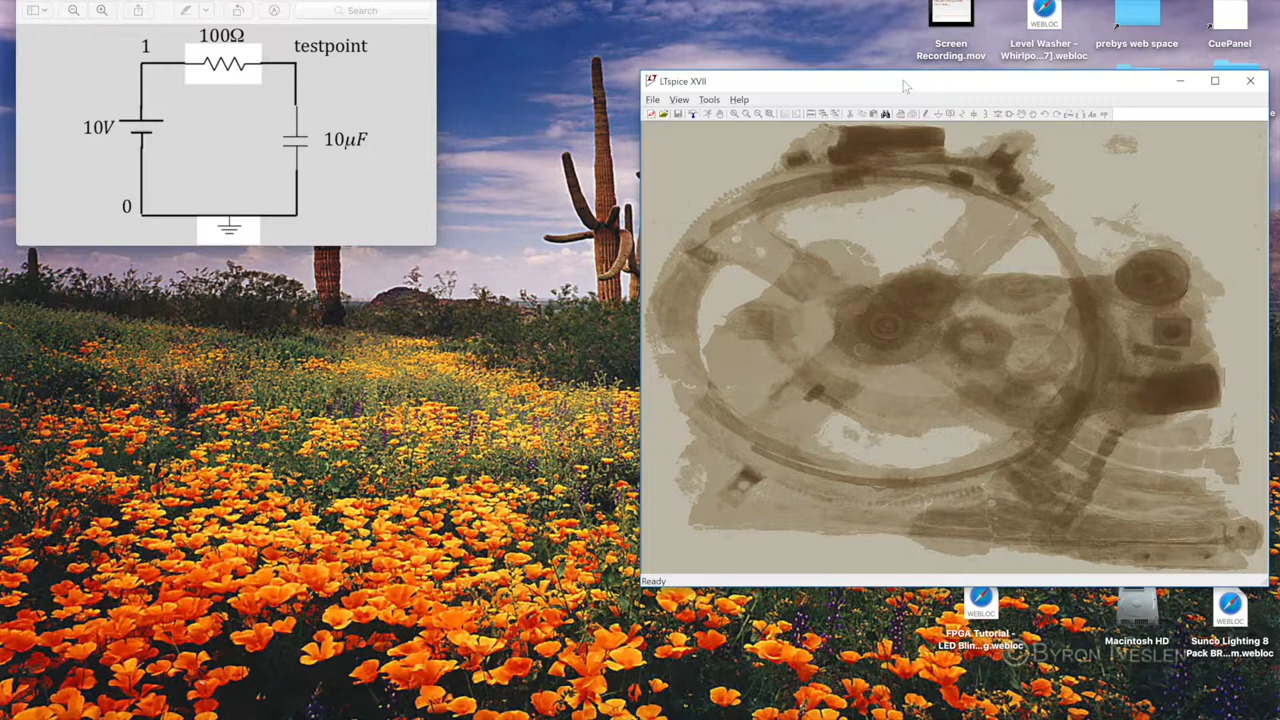 Search
100Ω
1
testpoint
10V
10μF
0
Screen
Recording.mov
Level Washer -
Whirlpo...7].webloc
prebys web space
CuePanel
WEBLOC
LTspice XVII
File View Tools Help
Ready
WEBLOC
FPGA Tutorial -
LED Blin...g.webloc
Macintosh HD
WEBLOC
Sunco Lighting 8
Pack BR...m.webloc
© BYRON NESLEN